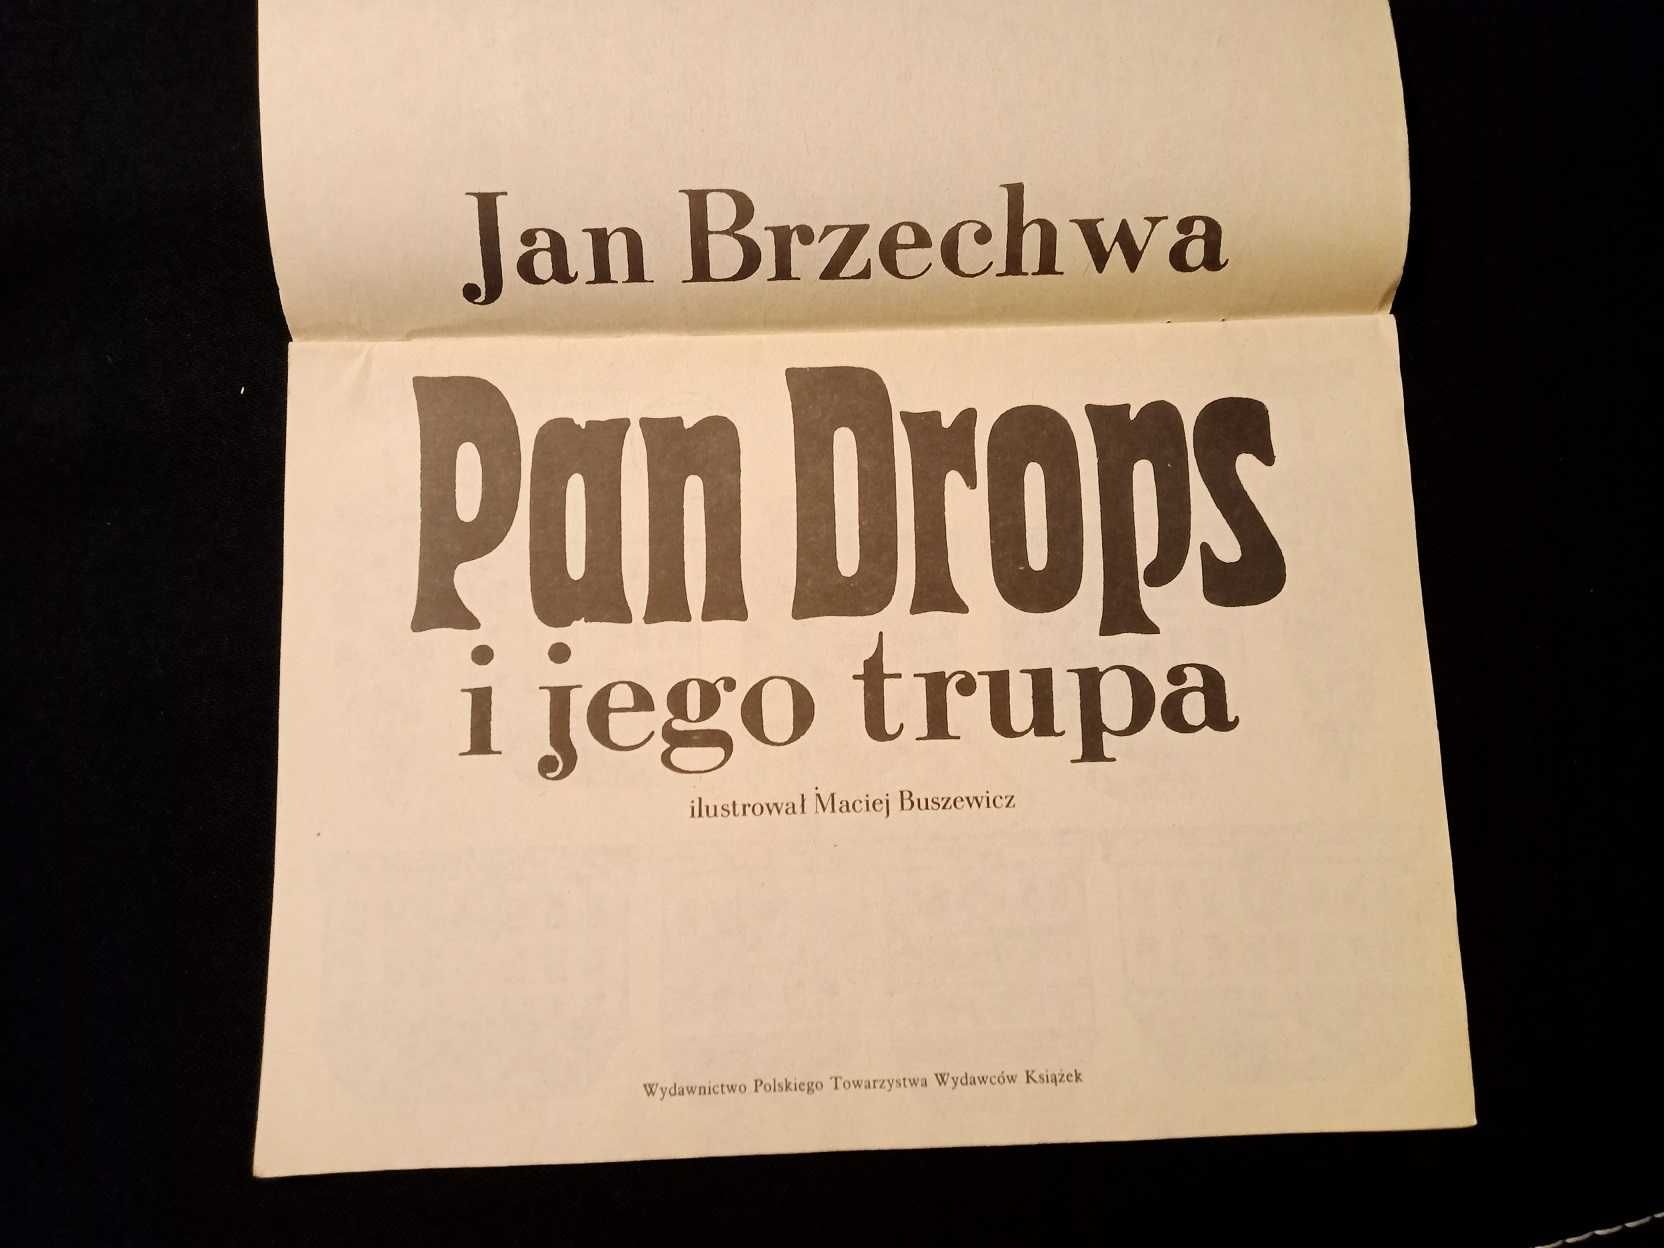 Jan Brzechwa
Pan Drops
i jego trupa
ilustrował Maciej Buszewicz
Wydawnictwo Polskiego Towarzystwa Wydawców Książek